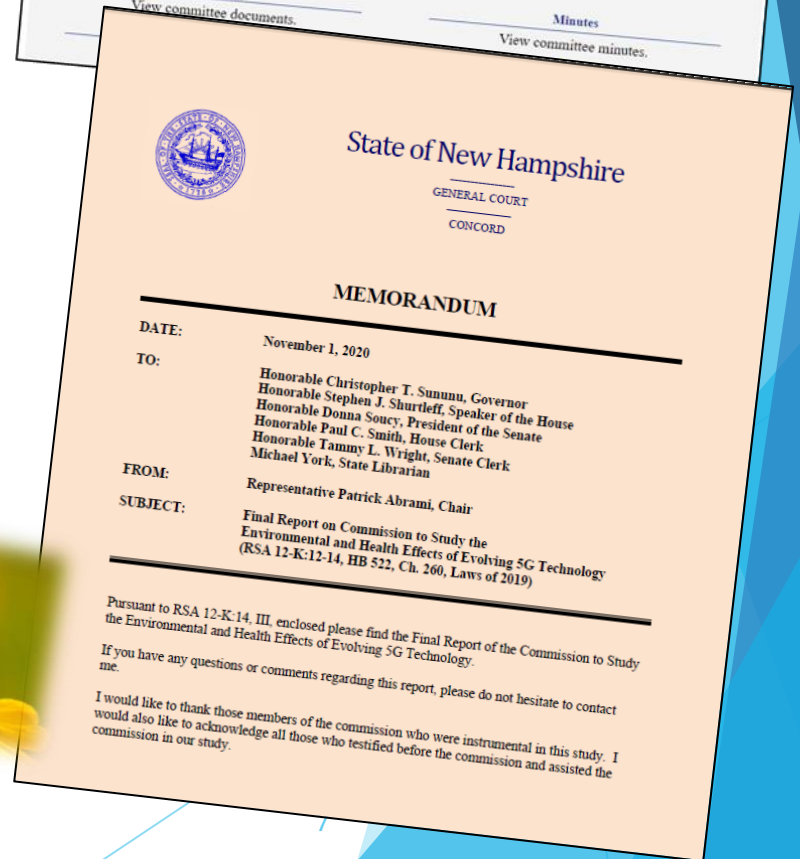 View committee documents.
Minutes
View committee minutes.
State of New Hampshire
GENERAL COURT
CONCORD
MEMORANDUM
DATE: November 1, 2020
TO: Honorable Christopher T. Sununu, Governor
Honorable Stephen J. Shurtleff, Speaker of the House
Honorable Donna Soucy, President of the Senate
Honorable Paul C. Smith, House Clerk
Honorable Tammy L. Wright, Senate Clerk
Michael York, State Librarian
FROM: Representative Patrick Abrami, Chair
SUBJECT: Final Report on Commission to Study the
Environmental and Health Effects of Evolving 5G Technology
(RSA 12-K:12-14, HB 522, Ch. 260, Laws of 2019)
Pursuant to RSA 12-K:14, III, enclosed please find the Final Report of the Commission to Study
the Environmental and Health Effects of Evolving 5G Technology.
If you have any questions or comments regarding this report, please do not hesitate to contact
me.
I would like to thank those members of the commission who were instrumental in this study. I
would also like to acknowledge all those who testified before the commission and assisted the
commission in our study.